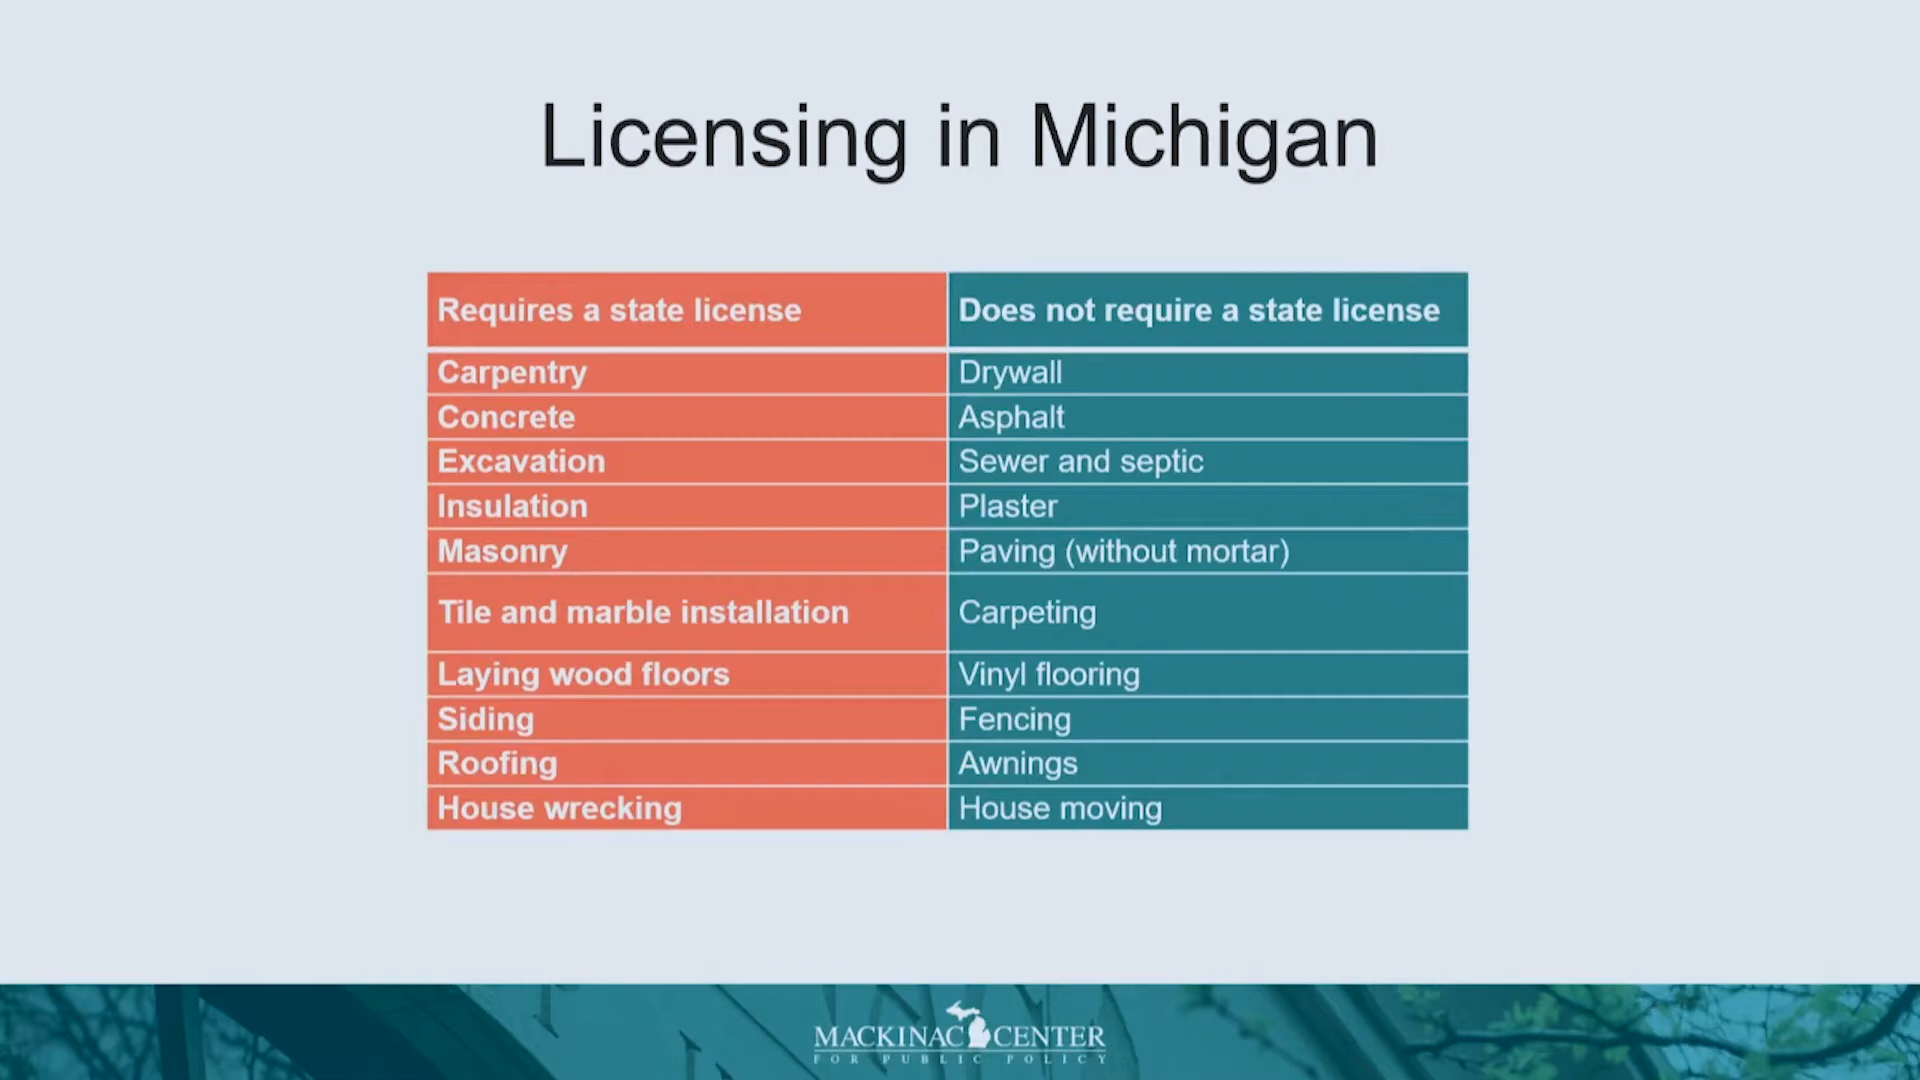 Licensing in Michigan
Requires a state license
Does not require a state license
Carpentry
Drywall
Concrete
Asphalt
Excavation
Sewer and septic
Insulation
Plaster
Masonry
Paving (without mortar)
Tile and marble installation
Carpeting
Laying wood floors
Vinyl flooring
Siding
Fencing
Roofing
Awnings
House wrecking
House moving
MACKINAC CENTER
FOR PUBLIC POLICY